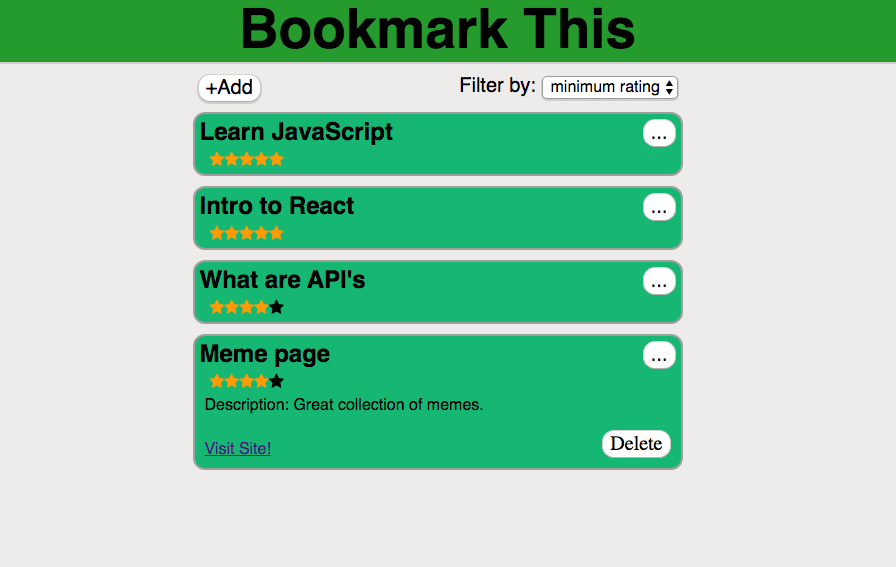 Bookmark This
+Add
Filter by: minimum rating
Learn JavaScript
...
Intro to React
...
What are API's
...
Meme page
...
Description: Great collection of memes.
Visit Site!
Delete